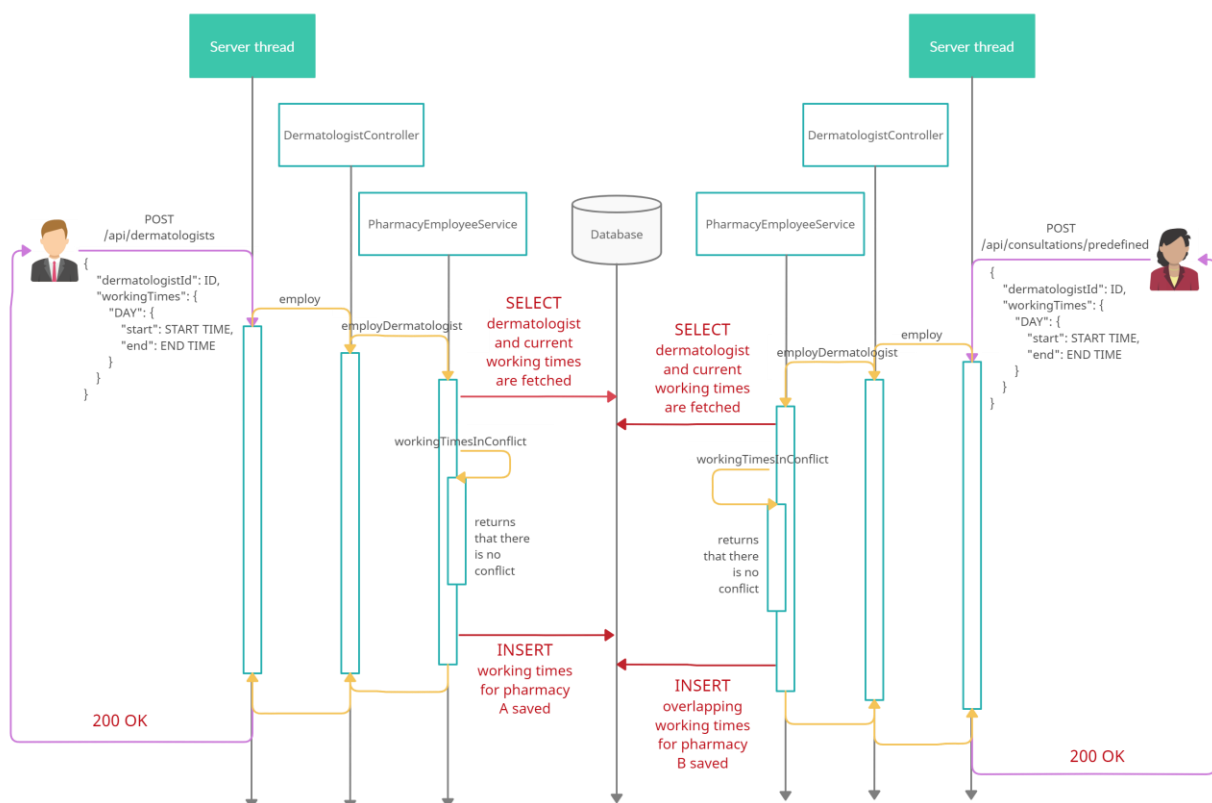 Server thread
Server thread
DermatologistController
DermatologistController
PharmacyEmployeeService
Database
PharmacyEmployeeService
POST
/api/dermatologists
{
"dermatologistId": ID,
"workingTimes": {
"DAY": {
"start": START TIME,
"end": END TIME
}
}
}
POST
/api/consultations/predefined
{
"dermatologistId": ID,
"workingTimes": {
"DAY": {
"start": START TIME,
"end": END TIME
}
}
}
employ
employDermatologist
SELECT
dermatologist
and current
working times
are fetched
SELECT
dermatologist
and current
working times
are fetched
employ
employDermatologist
workingTimesInConflict
workingTimesInConflict
returns
that there
is no
conflict
returns
that there
is no
conflict
INSERT
working times
for pharmacy
A saved
INSERT
overlapping
working times
for pharmacy
B saved
200 OK
200 OK